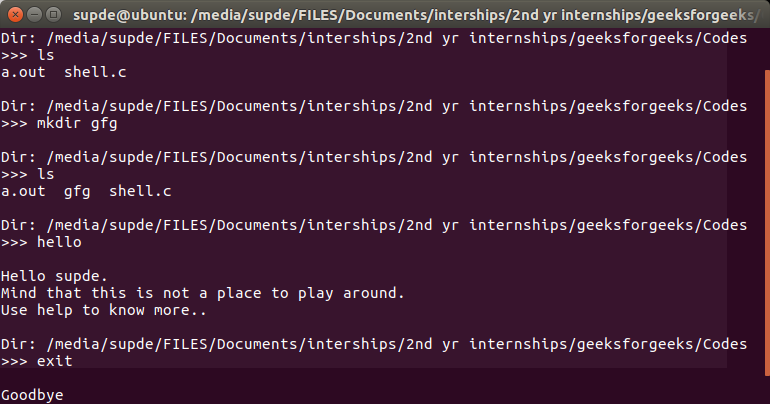 supde@ubuntu: /media/supde/FILES/Documents/interships/2nd yr internships/geeksforgeeks/
Dir: /media/supde/FILES/Documents/interships/2nd yr internships/geeksforgeeks/Codes
>>> ls
a.out  shell.c
Dir: /media/supde/FILES/Documents/interships/2nd yr internships/geeksforgeeks/Codes
>>> mkdir gfg
Dir: /media/supde/FILES/Documents/interships/2nd yr internships/geeksforgeeks/Codes
>>> ls
a.out  gfg  shell.c
Dir: /media/supde/FILES/Documents/interships/2nd yr internships/geeksforgeeks/Codes
>>> hello
Hello supde.
Mind that this is not a place to play around.
Use help to know more..
Dir: /media/supde/FILES/Documents/interships/2nd yr internships/geeksforgeeks/Codes
>>> exit
Goodbye